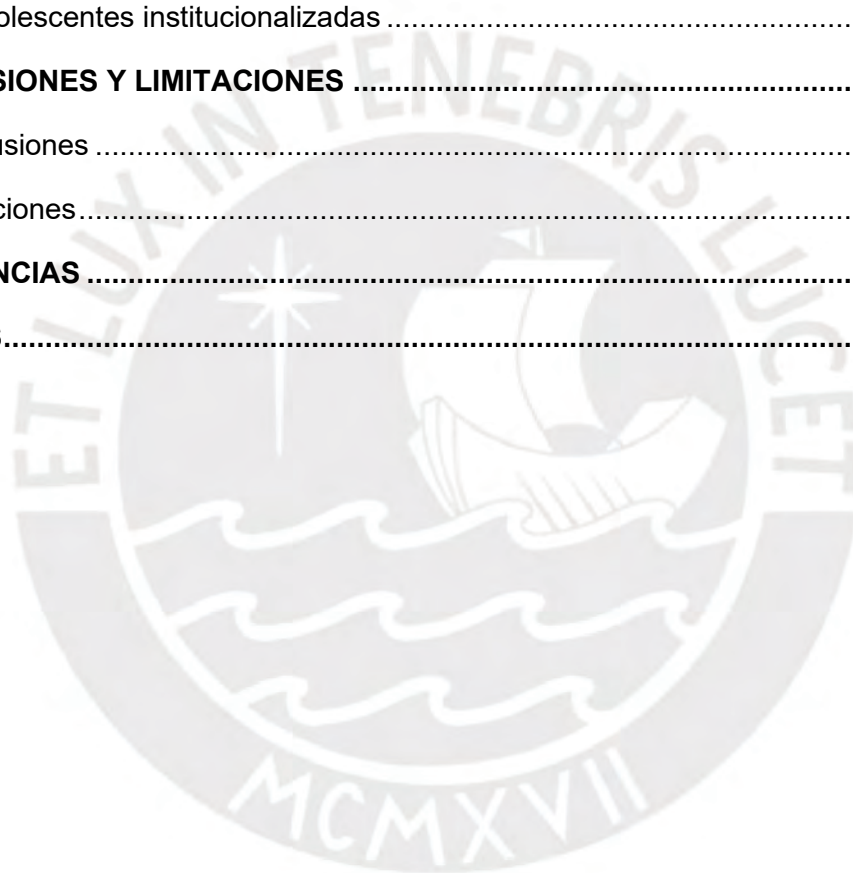 olescentes institucionalizadas ..........................................................
SIONES Y LIMITACIONES ..............................................................
usiones ...............................................................................................
ciones.................................................................................................
NCIAS ................................................................................................
S...........................................................................................................
ET LUX IN TENEBRIS LUCET
MCMXVII